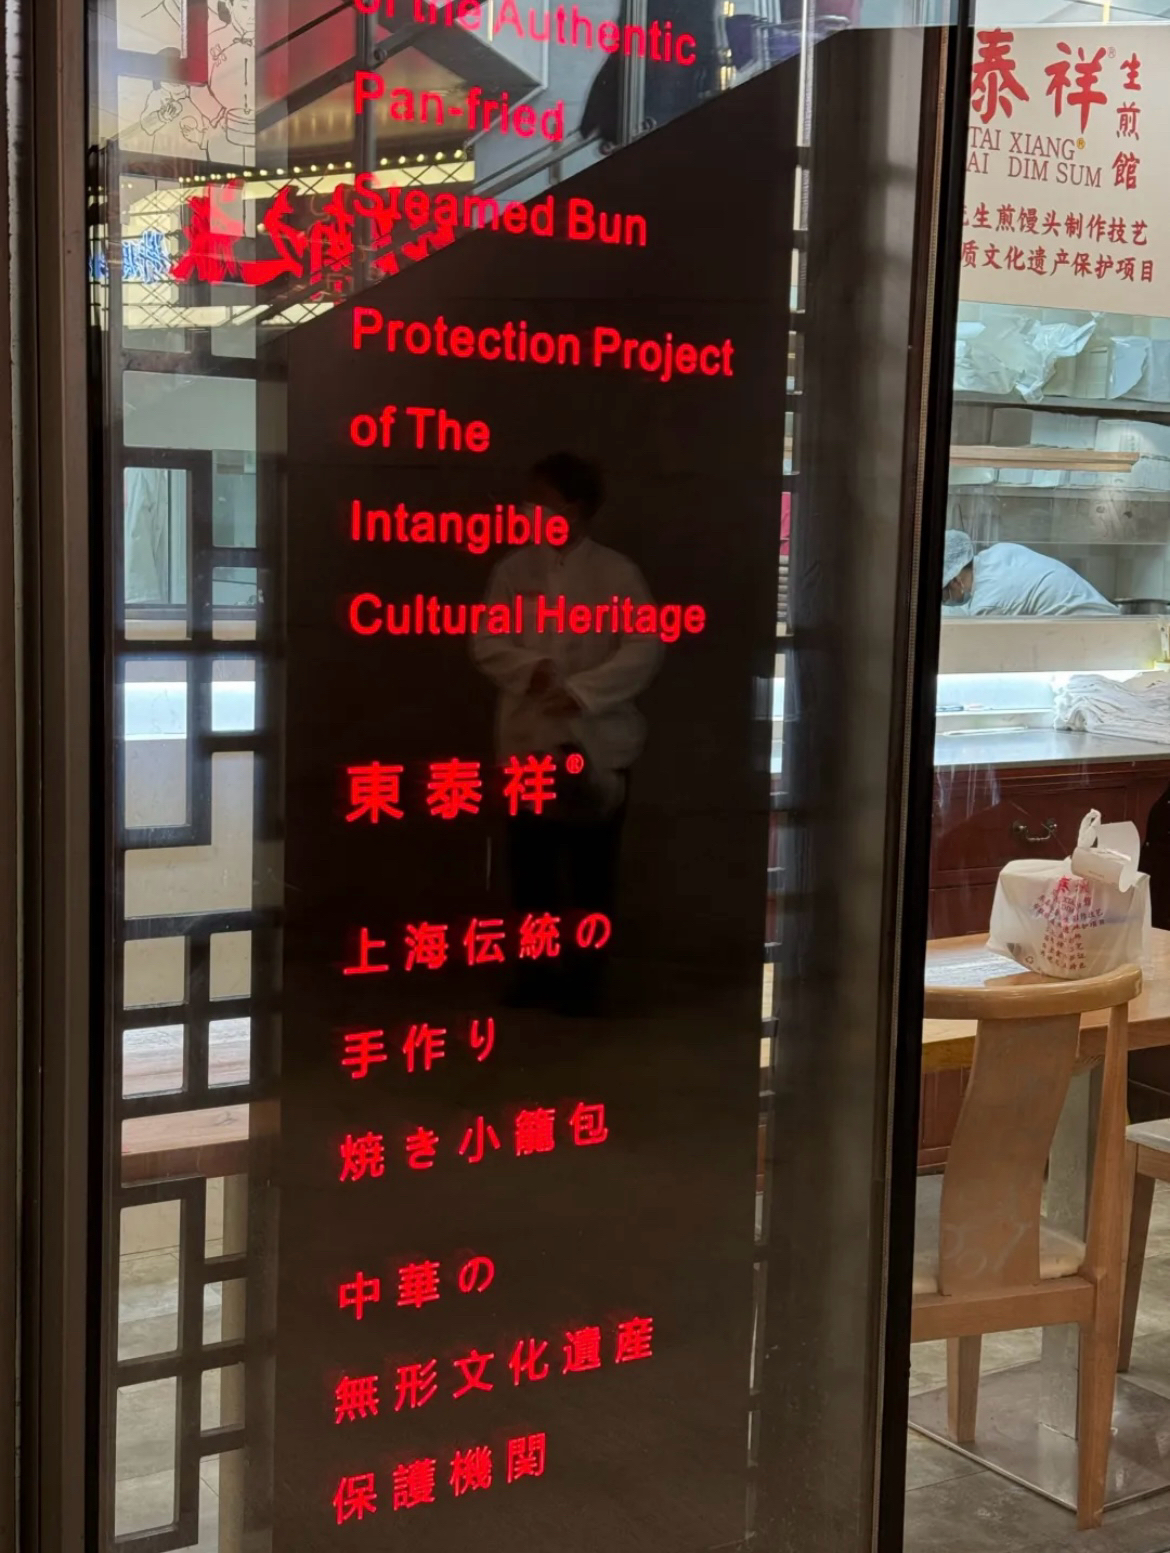 of the Authentic
Pan-fried
Steamed Bun
Protection Project
of The
Intangible
Cultural Heritage
東泰祥®
上海伝統の
手作り
焼き小籠包
中華の
無形文化遺産
保護機関
泰祥®
生煎館
TAI XIANG®
AI DIM SUM
生煎馒头制作技艺
质文化遗产保护项目